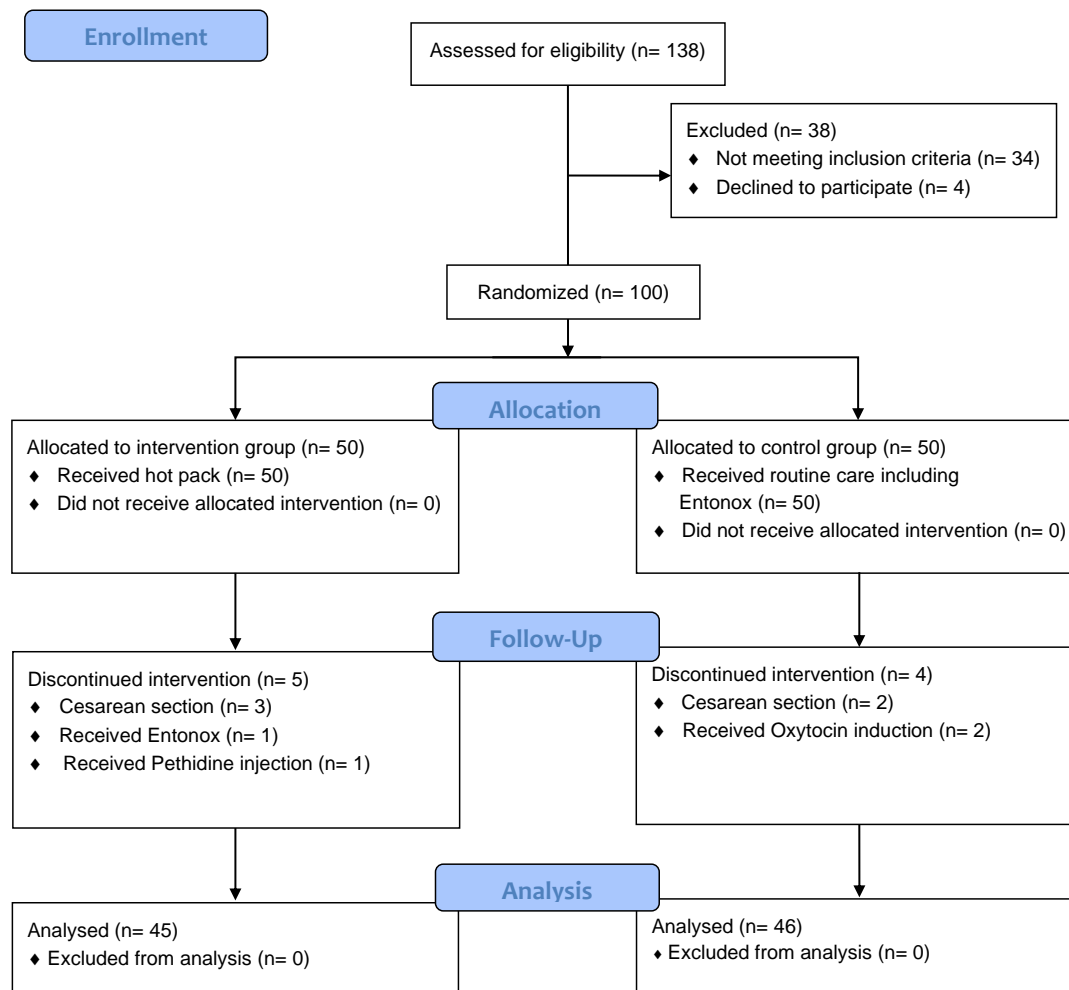 Enrollment
Assessed for eligibility (n= 138)
Excluded (n= 38)
♦ Not meeting inclusion criteria (n= 34)
♦ Declined to participate (n= 4)
Randomized (n= 100)
Allocation
Allocated to intervention group (n= 50)
♦ Received hot pack (n= 50)
♦ Did not receive allocated intervention (n= 0)
Allocated to control group (n= 50)
♦ Received routine care including
Entonox (n= 50)
♦ Did not receive allocated intervention (n= 0)
Follow-Up
Discontinued intervention (n= 5)
♦ Cesarean section (n= 3)
♦ Received Entonox (n= 1)
♦ Received Pethidine injection (n= 1)
Discontinued intervention (n= 4)
♦ Cesarean section (n= 2)
♦ Received Oxytocin induction (n= 2)
Analysis
Analysed (n= 45)
♦ Excluded from analysis (n= 0)
Analysed (n= 46)
♦ Excluded from analysis (n= 0)